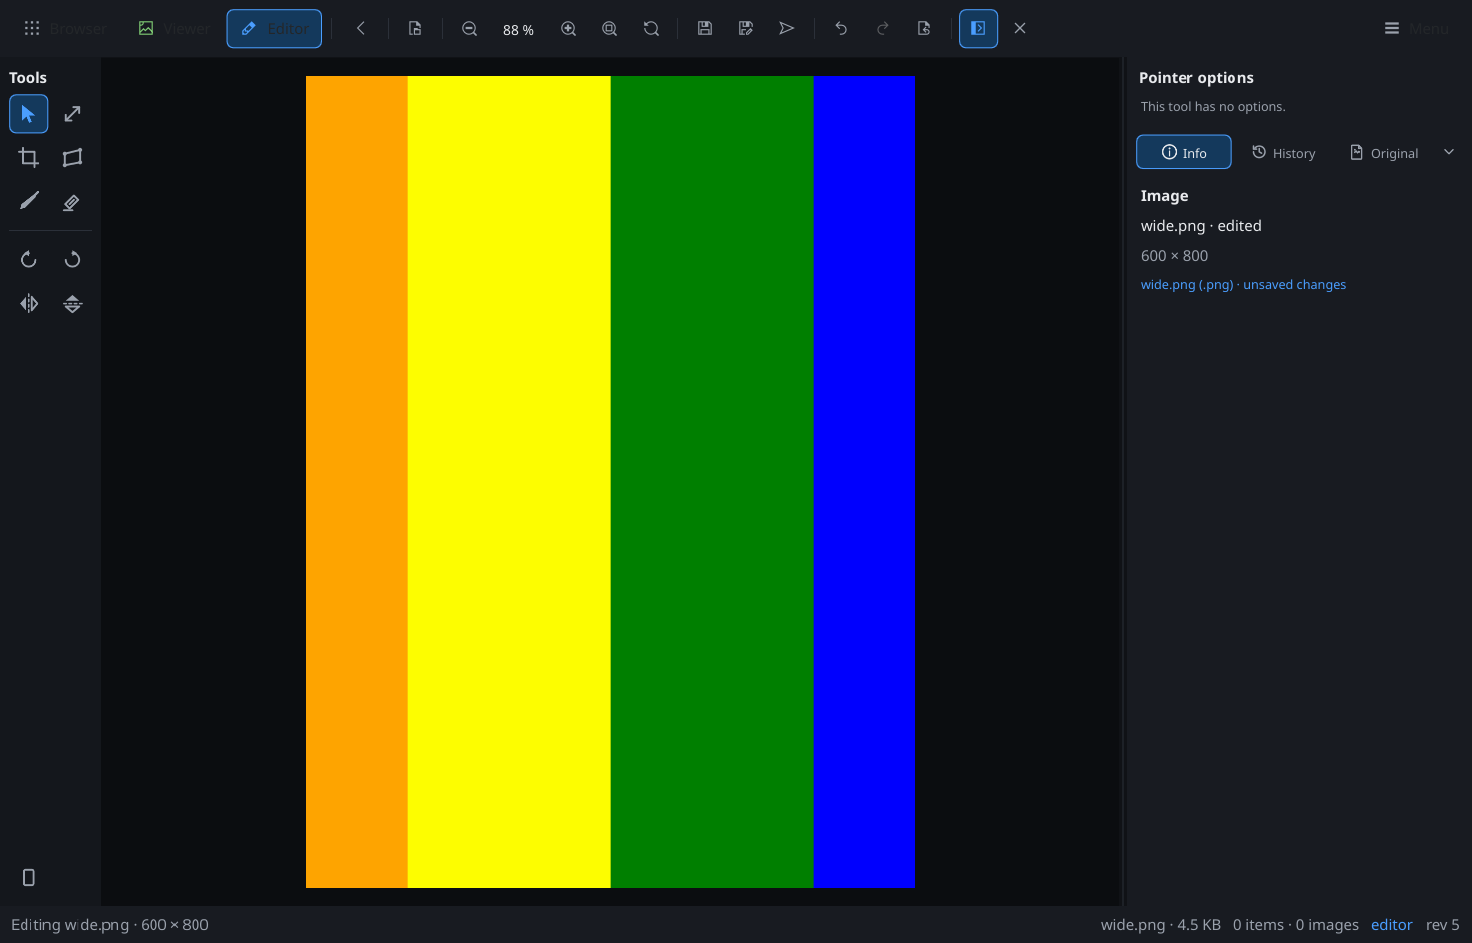 Browser Viewer Editor 88 % Menu
Tools
Pointer options
This tool has no options.
Info History Original
Image
wide.png · edited
600 × 800
wide.png (.png) · unsaved changes
Editing wide.png · 600 × 800 wide.png · 4.5 KB 0 items · 0 images editor rev 5